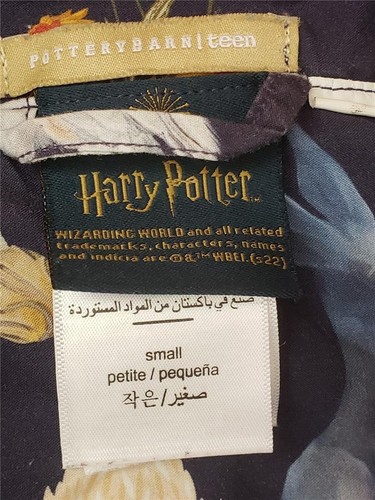 POTTERYBARN|teen
Harry Potter™
WIZARDING WORLD and all related
trademarks, characters, names
and indicia are ©&™ WBEI.(s22)
صنع في باكستان من المواد المستوردة
small
petite / pequeña
작은/صغير